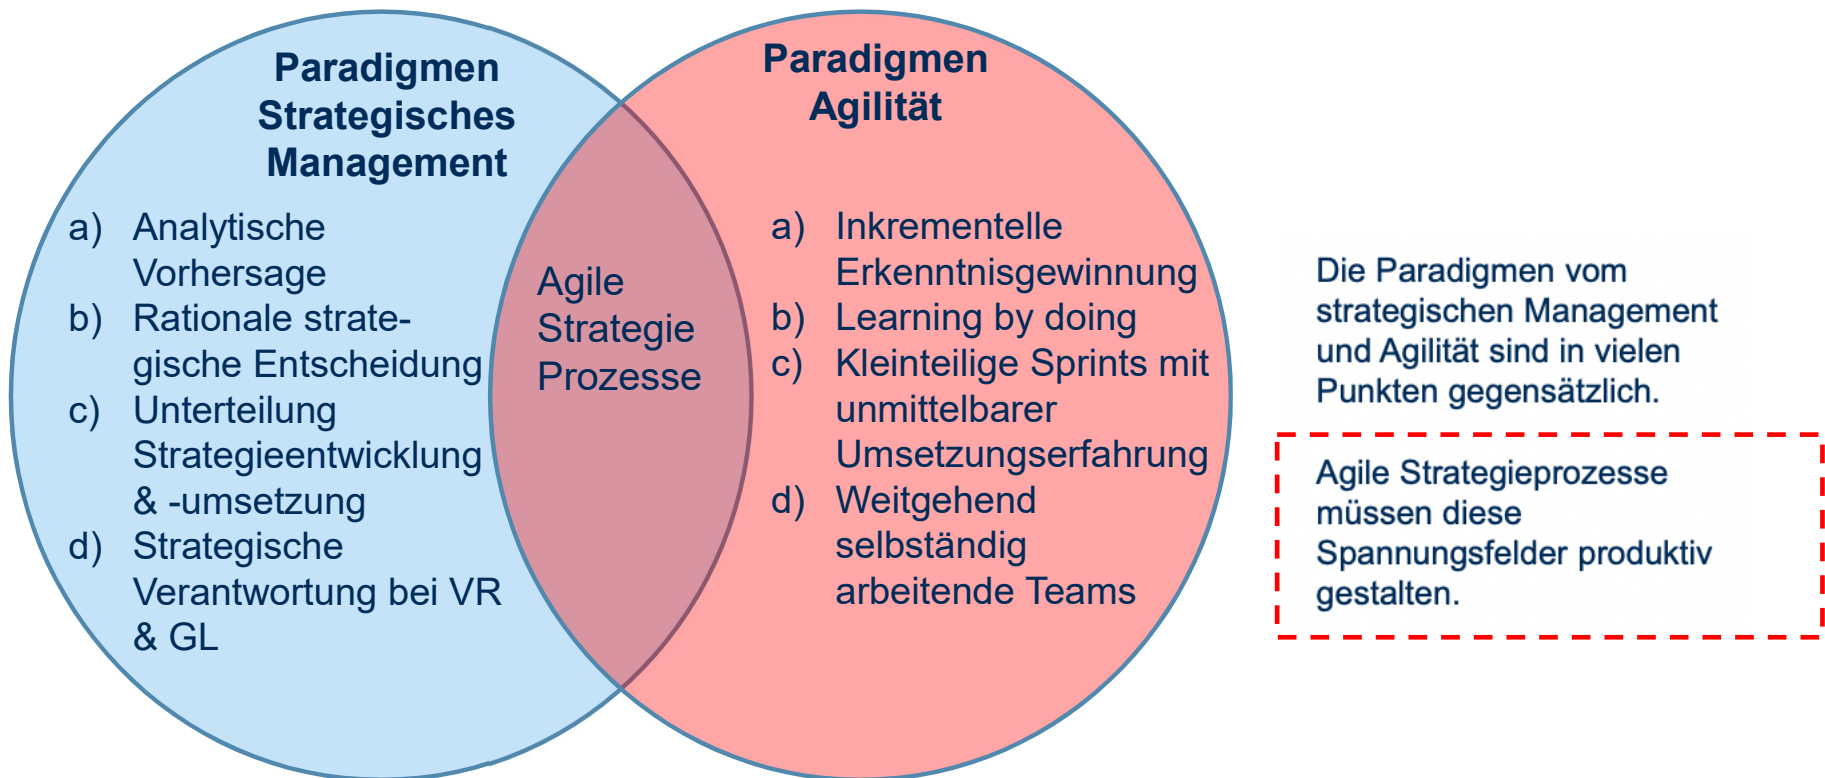 Paradigmen
Strategisches
Management
a) Analytische
Vorhersage
b) Rationale strate-
gische Entscheidung
c) Unterteilung
Strategieentwicklung
& -umsetzung
d) Strategische
Verantwortung bei VR
& GL
Agile
Strategie
Prozesse
Paradigmen
Agilität
a) Inkrementelle
Erkenntnisgewinnung
b) Learning by doing
c) Kleinteilige Sprints mit
unmittelbarer
Umsetzungserfahrung
d) Weitgehend
selbständig
arbeitende Teams
Die Paradigmen vom
strategischen Management
und Agilität sind in vielen
Punkten gegensätzlich.
Agile Strategieprozesse
müssen diese
Spannungsfelder produktiv
gestalten.